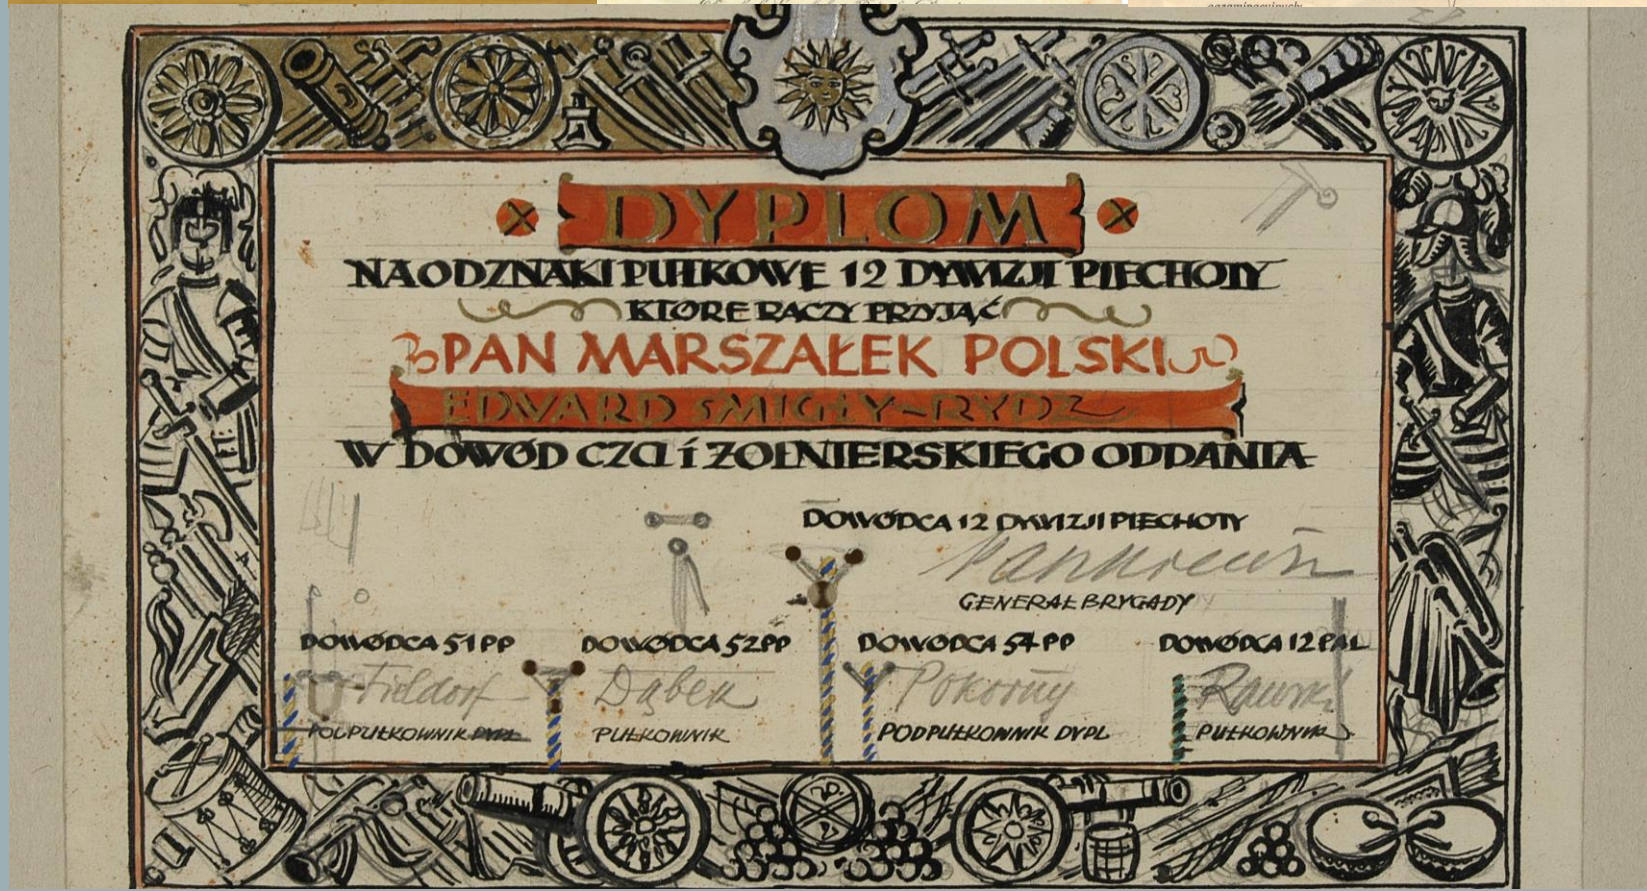 egzaminacyjnych
DYPLOM
NA ODZNAKI PUŁKOWE 12 DYWIZJI PIECHOTY
KTÓRE RACZY PRZYJĄĆ
PAN MARSZAŁEK POLSKI
EDWARD ŚMIGŁY-RYDZ
W DOWÓD CZCI i ŻOŁNIERSKIEGO ODDANIA
DOWÓDCA 12 DYWIZJI PIECHOTY
GENERAŁ BRYGADY
DOWÓDCA 51 PP DOWÓDCA 52 PP DOWÓDCA 54 PP DOWÓDCA 12 PAL
Fieldorf Dąbek Pokorny
PODPUŁKOWNIK DYPL PUŁKOWNIK PODPUŁKOWNIK DYPL PUŁKOWNIK